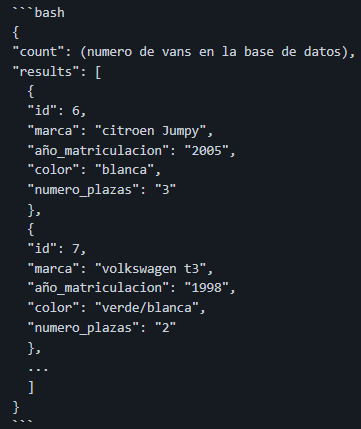 ```bash
{
"count": (numero de vans en la base de datos),
"results": [
  {
  "id": 6,
  "marca": "citroen Jumpy",
  "año_matriculacion": "2005",
  "color": "blanca",
  "numero_plazas": "3"
  },
  {
  "id": 7,
  "marca": "volkswagen t3",
  "año_matriculacion": "1998",
  "color": "verde/blanca",
  "numero_plazas": "2"
  },
  ...
  ]
}
```